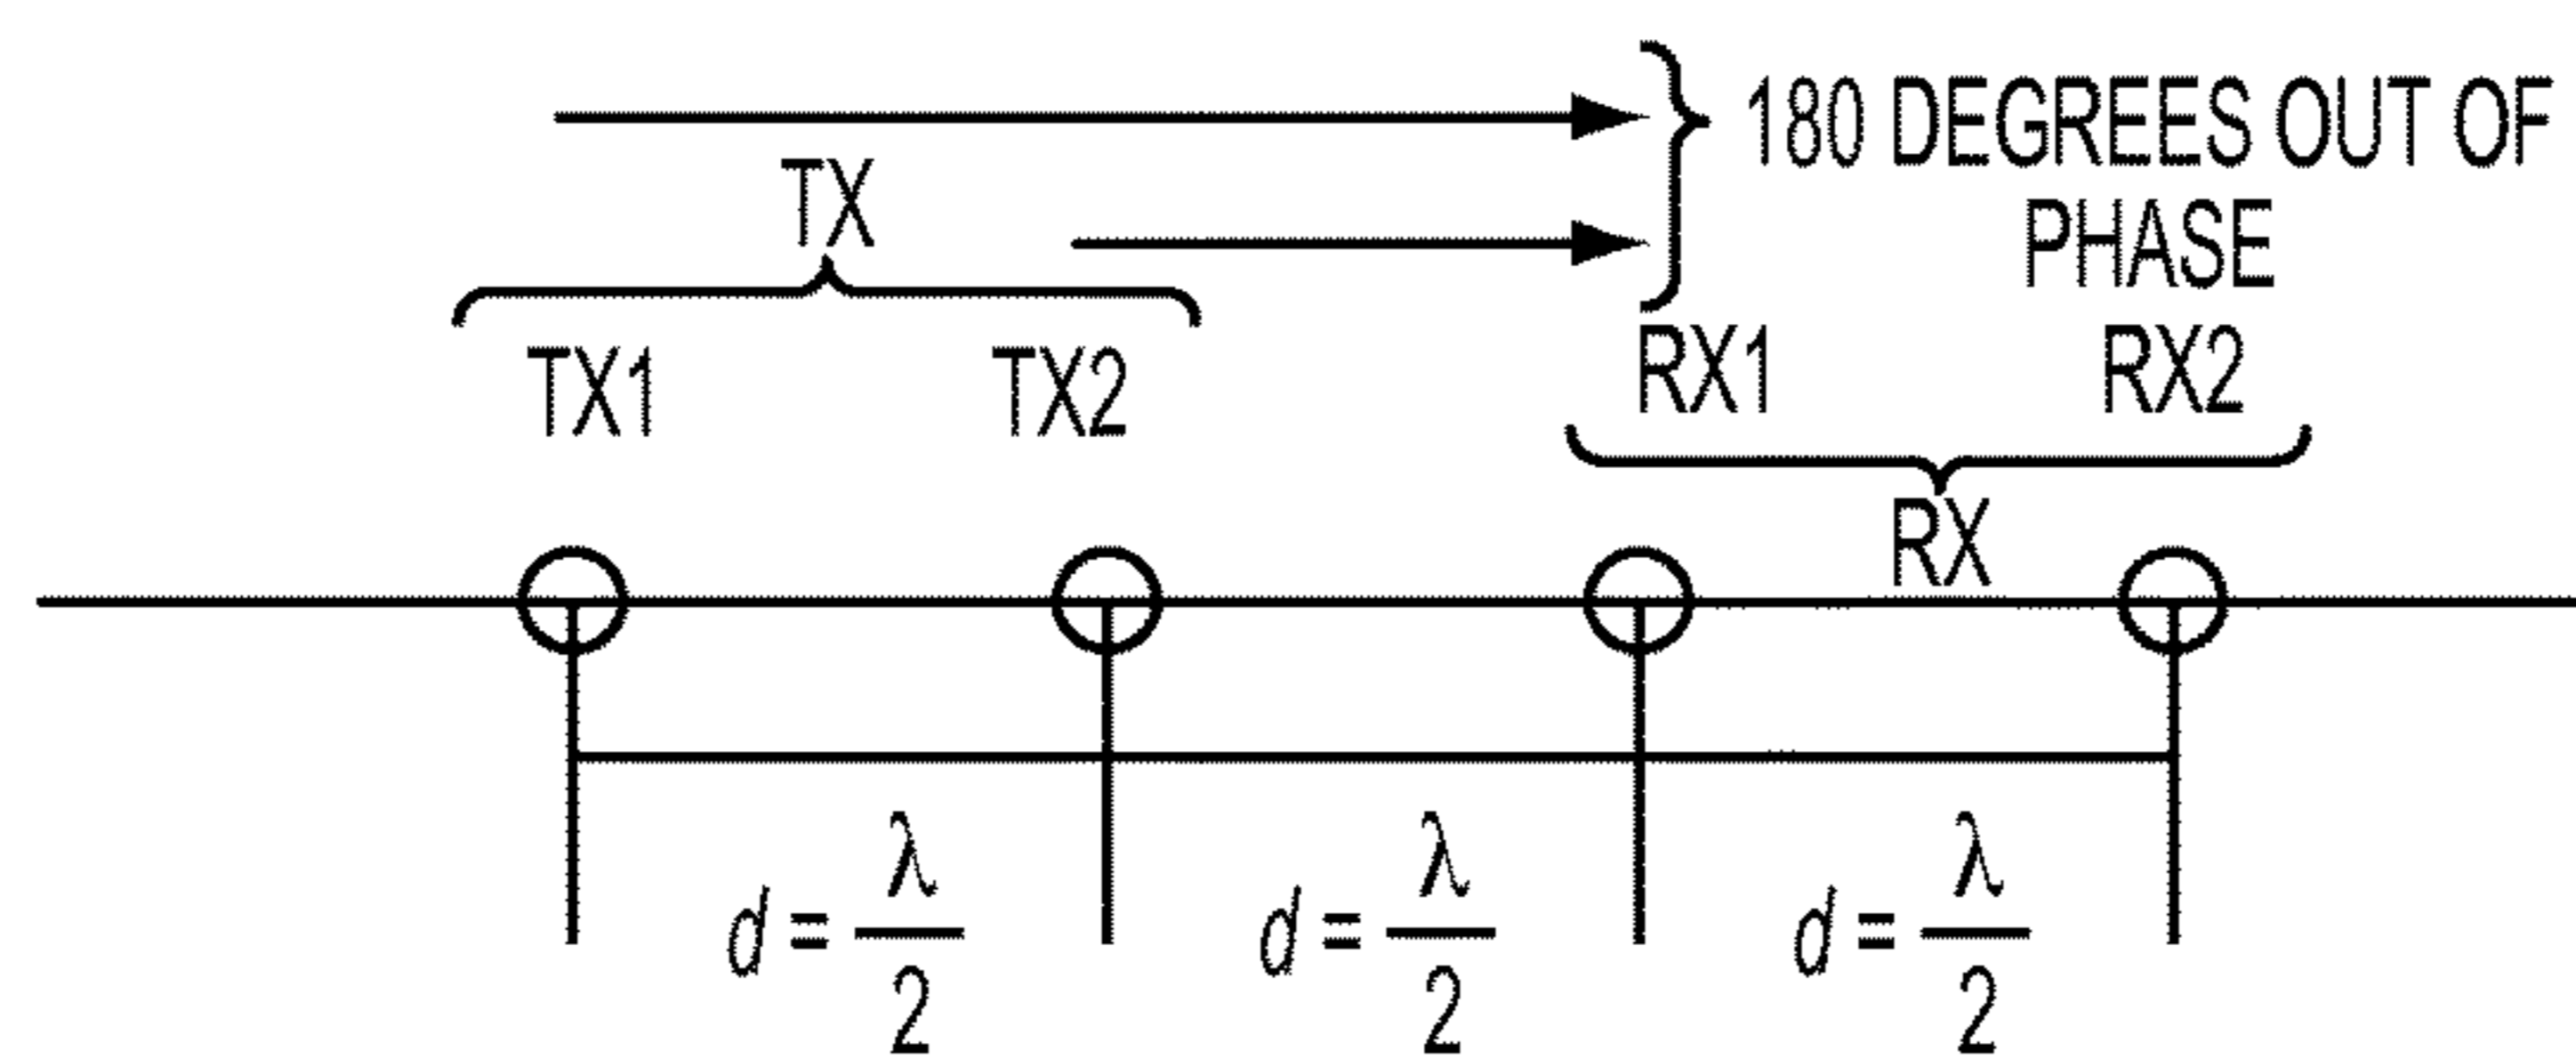 180 DEGREES OUT OF
PHASE
TX
TX1 TX2
RX1 RX2
RX
d = λ/2 d = λ/2 d = λ/2